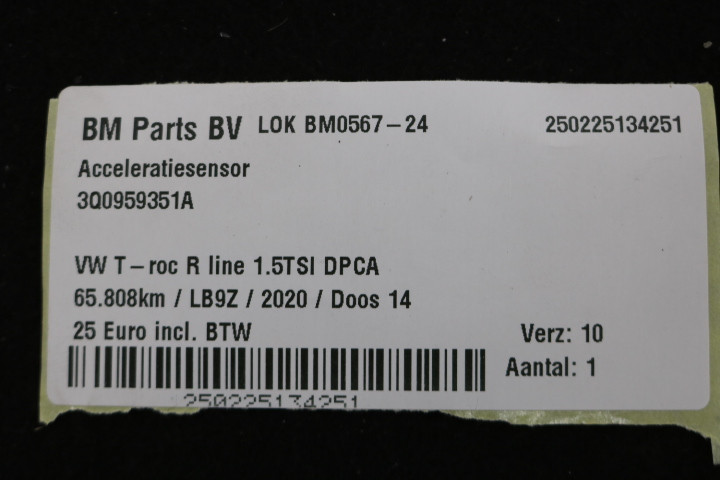 BM Parts BV LOK BM0567-24 250225134251
Acceleratiesensor
3Q0959351A
VW T-roc R line 1.5TSI DPCA
65.808km / LB9Z / 2020 / Doos 14
25 Euro incl. BTW Verz: 10
Aantal: 1
250225134251